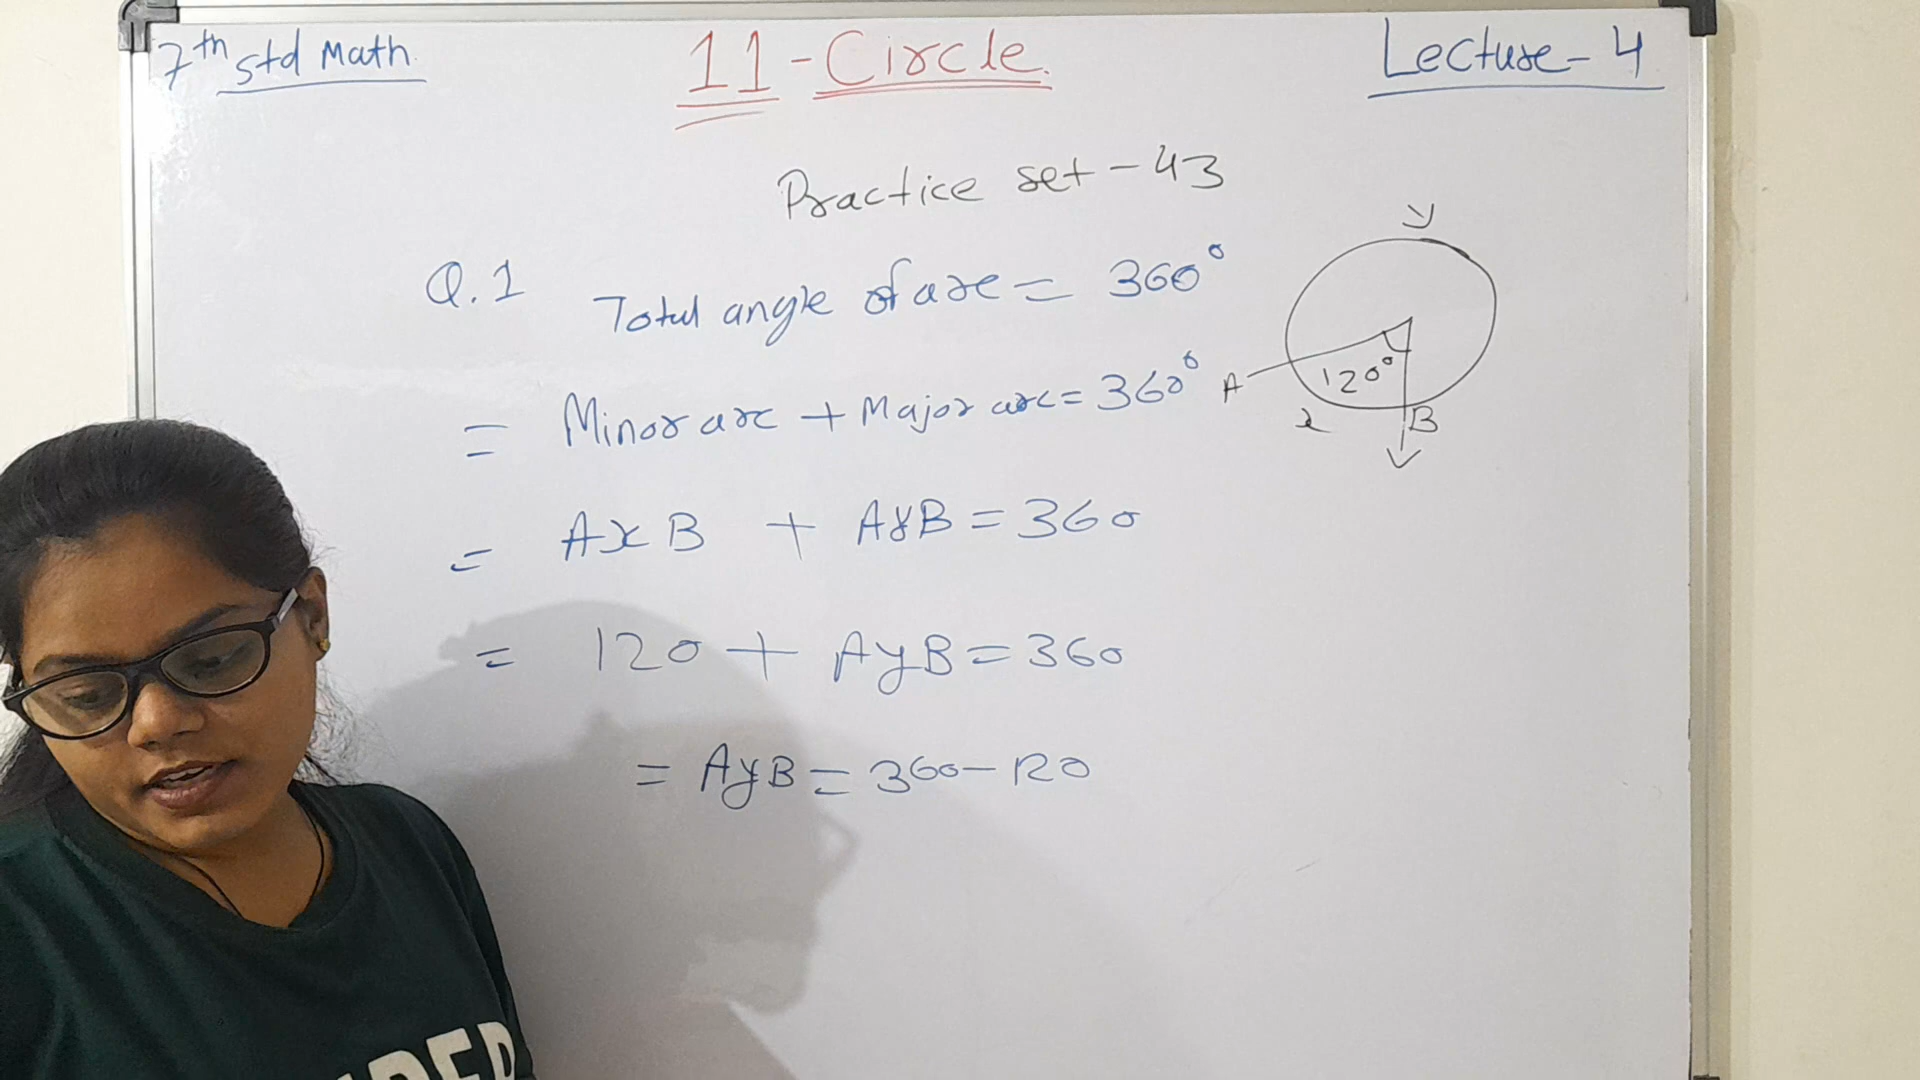 7th std Math.
11 - Circle.
Lecture - 4
Practice set - 43
Q.1 Total angle of arc = 360°
= Minor arc + Major arc = 360°
= AXB + AYB = 360
= 120 + AyB = 360
= AyB = 360 - 120
y
A
120°
x
B